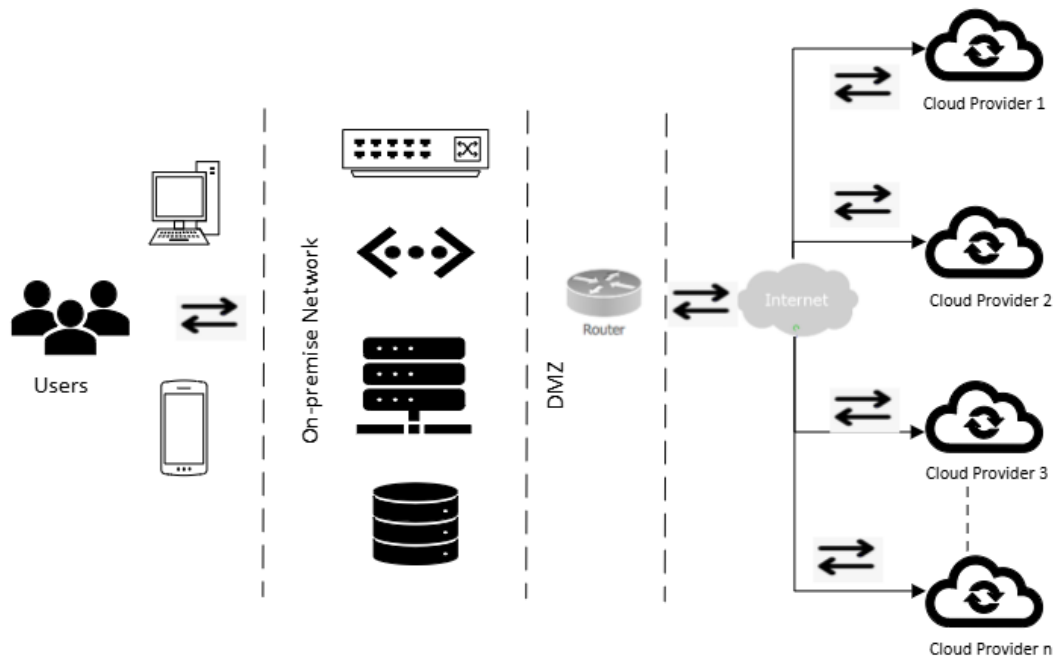 Users
On-premise Network
DMZ
Router
Internet
Cloud Provider 1
Cloud Provider 2
Cloud Provider 3
Cloud Provider n